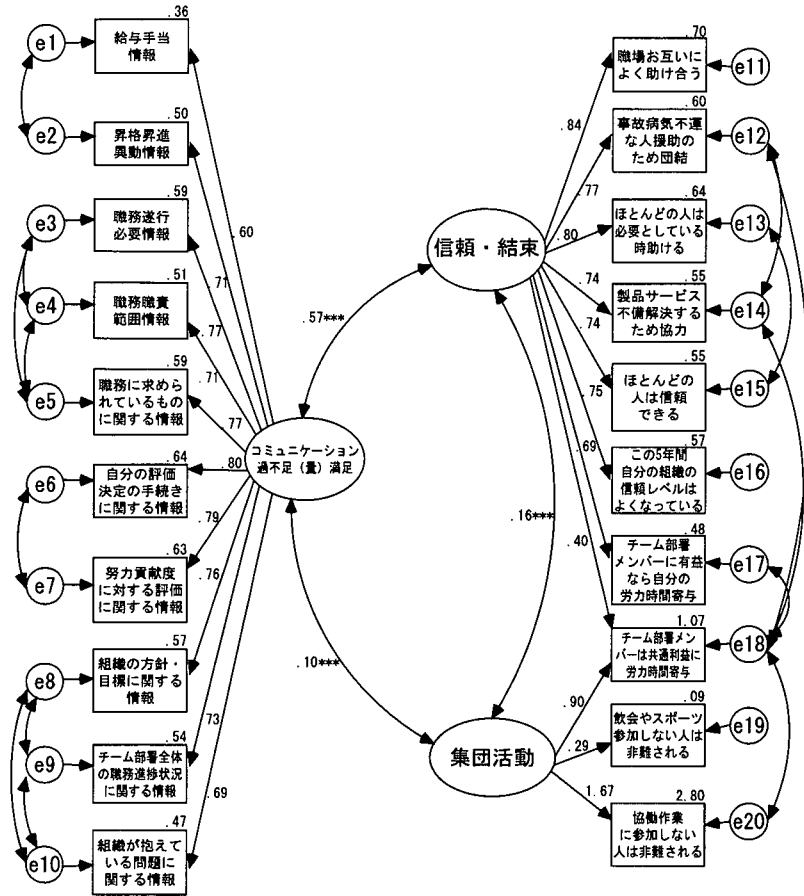 .36
e1
給与手当
情報
.50
e2
昇格昇進
異動情報
.59
e3
職務遂行
必要情報
.51
e4
職務職責
範囲情報
.59
e5
職務に求めら
れているもの
に関する情報
.64
e6
自分の評価
決定の手続き
に関する情報
.63
e7
努力貢献度
に対する評価
に関する情報
.57
e8
組織の方針・
目標に関する
情報
.54
e9
チーム部署全体
の職務進捗状況
に関する情報
.47
e10
組織が抱えて
いる問題に
関する情報
.60
.71
.77
.71
.77
.80
.79
.76
.73
.69
コミュニケーション
過不足（量）満足
.57***
.10***
.16***
信頼・結束
集団活動
.84
.77
.80
.74
.74
.75
.69
.40
.90
.29
1.67
.70
職場お互いに
よく助け合う
e11
.60
事故病気不運
な人援助の
ため団結
e12
.64
ほとんどの人は
必要としている
時助ける
e13
.55
製品サービス
不備解決する
ため協力
e14
.55
ほとんどの
人は信頼
できる
e15
.57
この5年間
自分の組織の
信頼レベルは
よくなっている
e16
.48
チーム部署
メンバーに有益
なら自分の
労力時間寄与
e17
1.07
チーム部署メン
バーは共通利益に
労力時間寄与
e18
.09
飲会やスポーツ
参加しない人は
非難される
e19
2.80
協働作業
に参加しない
人は非難される
e20